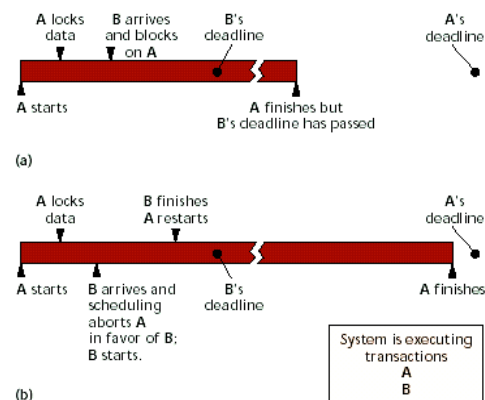 A locks
data
B arrives
and blocks
on A
B's
deadline
A's
deadline
A starts
A finishes but
B's deadline has passed
(a)
A locks
data
B finishes
A restarts
A's
deadline
A starts
B arrives and
scheduling
aborts A
in favor of B;
B starts.
B's
deadline
A finishes
System is executing
transactions
A
B
(b)